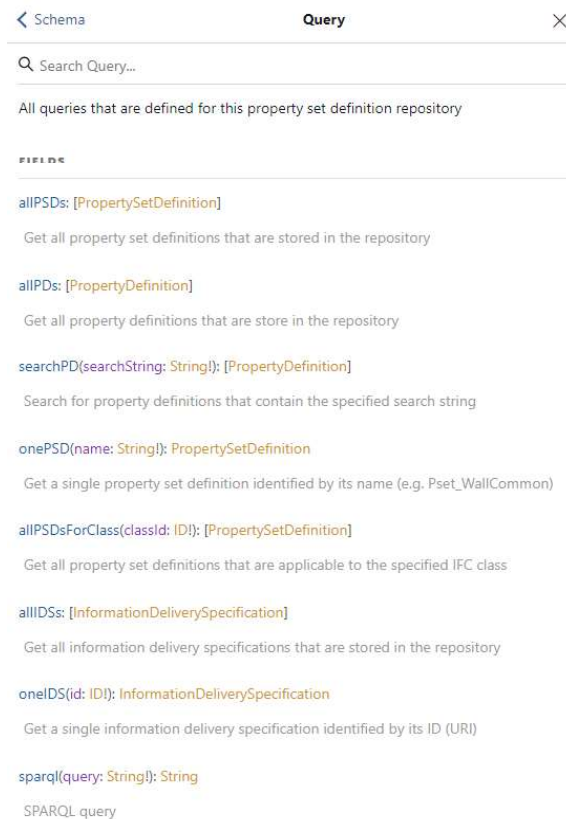 Schema
Query
Search Query...
All queries that are defined for this property set definition repository
FIELDS
allPSDs: [PropertySetDefinition]
Get all property set definitions that are stored in the repository
allPDs: [PropertyDefinition]
Get all property definitions that are store in the repository
searchPD(searchString: String!): [PropertyDefinition]
Search for property definitions that contain the specified search string
onePSD(name: String!): PropertySetDefinition
Get a single property set definition identified by its name (e.g. Pset_WallCommon)
allPSDsForClass(classId: ID!): [PropertySetDefinition]
Get all property set definitions that are applicable to the specified IFC class
allIDSs: [InformationDeliverySpecification]
Get all information delivery specifications that are stored in the repository
oneIDS(id: ID!): InformationDeliverySpecification
Get a single information delivery specification identified by its ID (URI)
sparql(query: String!): String
SPARQL query